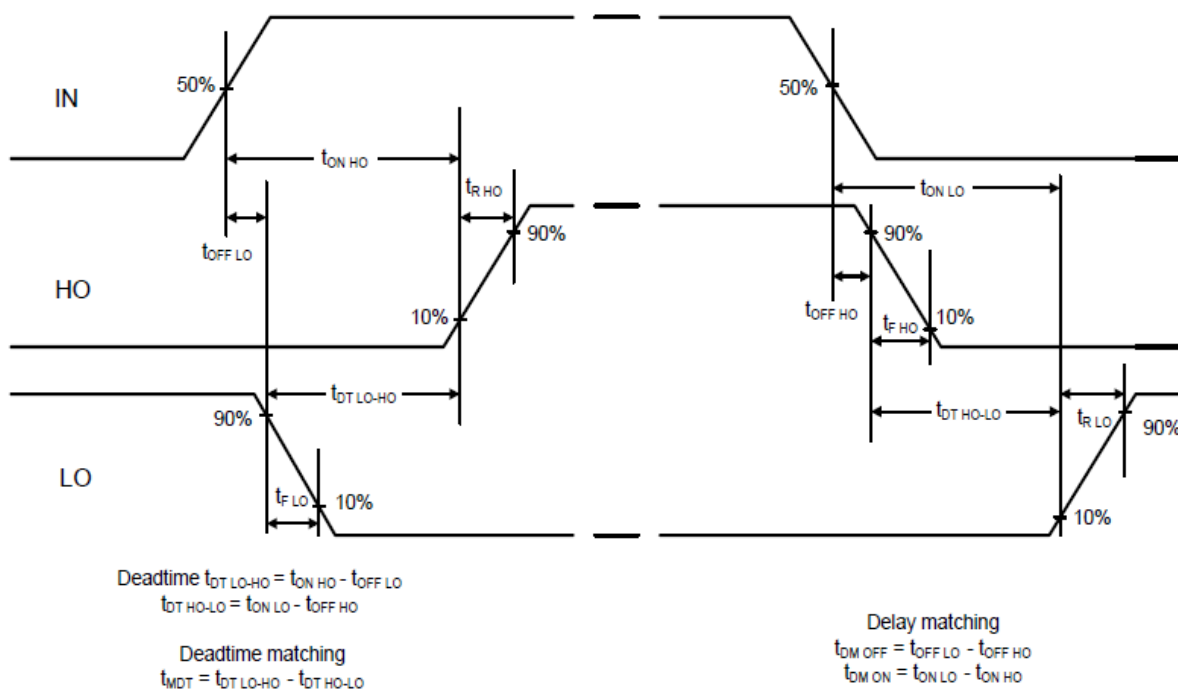 50%
IN
50%
tON HO
tR HO
tON LO
tOFF LO
90%
90%
HO
10%
tOFF HO
tF HO
10%
tDT LO-HO
90%
tDT HO-LO
tR LO
90%
LO
tF LO
10%
10%
Deadtime tDT LO-HO = tON HO - tOFF LO
tDT HO-LO = tON LO - tOFF HO
Deadtime matching
tMDT = tDT LO-HO - tDT HO-LO
Delay matching
tDM OFF = tOFF LO - tOFF HO
tDM ON = tON LO - tON HO